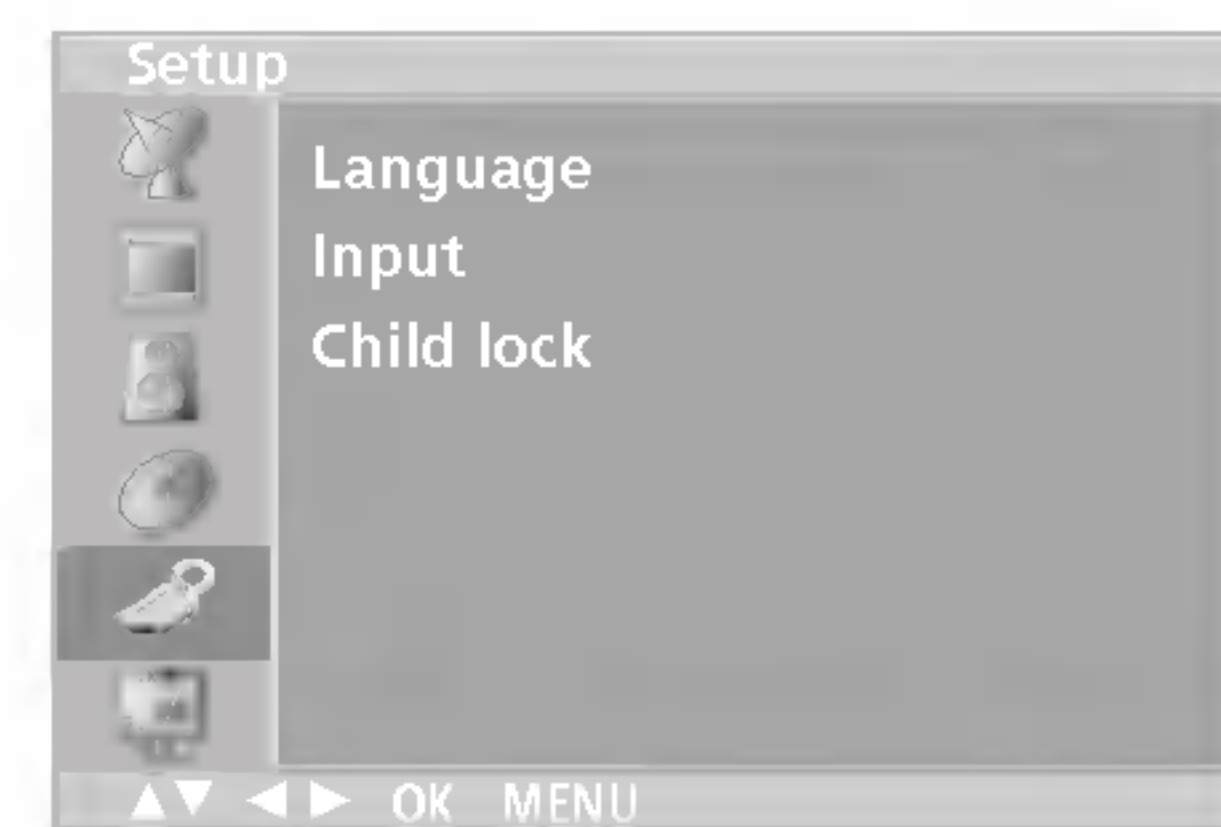 Setup
Language
Input
Child lock
▲▼ ◀ ▶ OK MENU